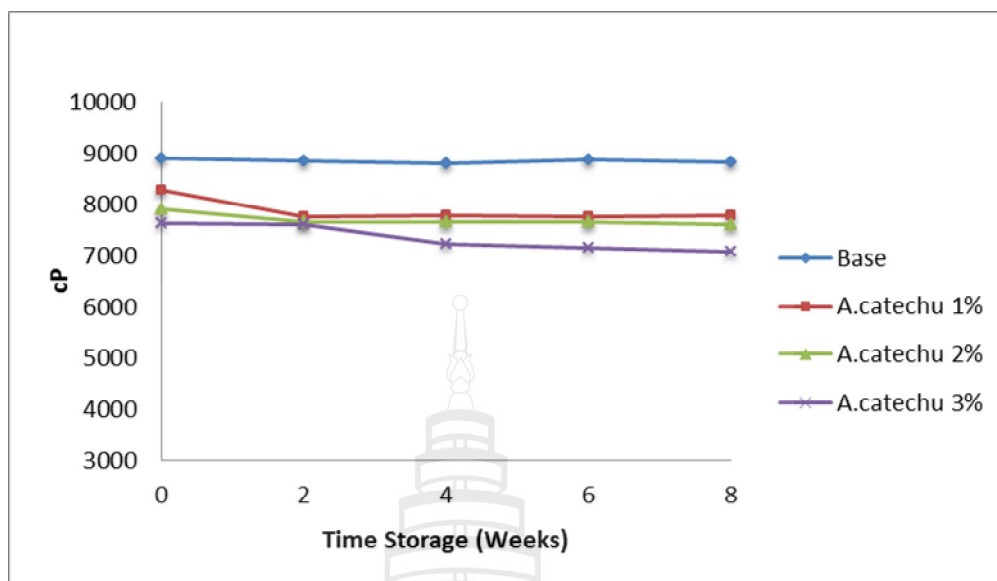 10000
9000
8000
7000
6000
5000
4000
3000
cP
0 2 4 6 8
Time Storage (Weeks)
Base
A.catechu 1%
A.catechu 2%
A.catechu 3%